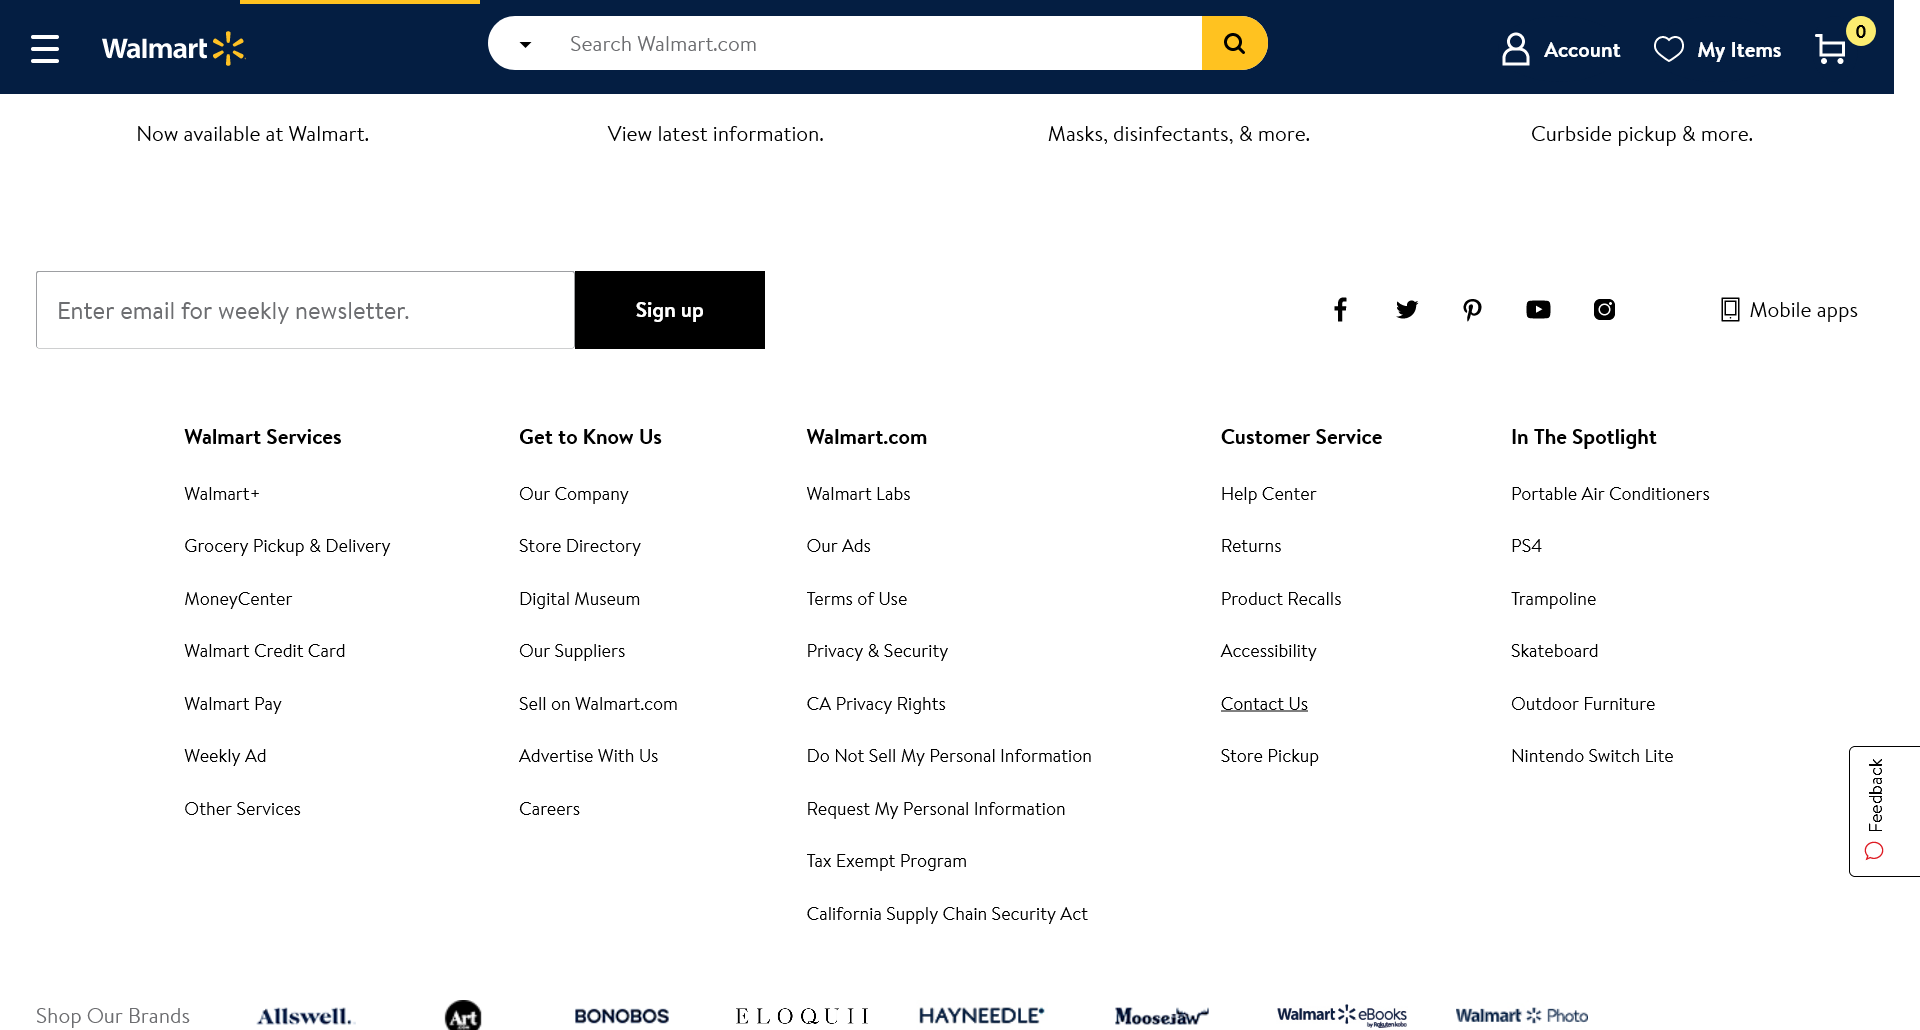 Walmart
Search Walmart.com
Account
My Items
0
Now available at Walmart.
View latest information.
Masks, disinfectants, & more.
Curbside pickup & more.
Enter email for weekly newsletter.
Sign up
Mobile apps
Walmart Services
Walmart+
Grocery Pickup & Delivery
MoneyCenter
Walmart Credit Card
Walmart Pay
Weekly Ad
Other Services
Get to Know Us
Our Company
Store Directory
Digital Museum
Our Suppliers
Sell on Walmart.com
Advertise With Us
Careers
Walmart.com
Walmart Labs
Our Ads
Terms of Use
Privacy & Security
CA Privacy Rights
Do Not Sell My Personal Information
Request My Personal Information
Tax Exempt Program
California Supply Chain Security Act
Customer Service
Help Center
Returns
Product Recalls
Accessibility
Contact Us
Store Pickup
In The Spotlight
Portable Air Conditioners
PS4
Trampoline
Skateboard
Outdoor Furniture
Nintendo Switch Lite
Feedback
Shop Our Brands
Allswell.
Art
.com
BONOBOS
ELOQUII
HAYNEEDLE
Moosejaw
Walmart eBooks
by Rakuten kobo
Walmart Photo